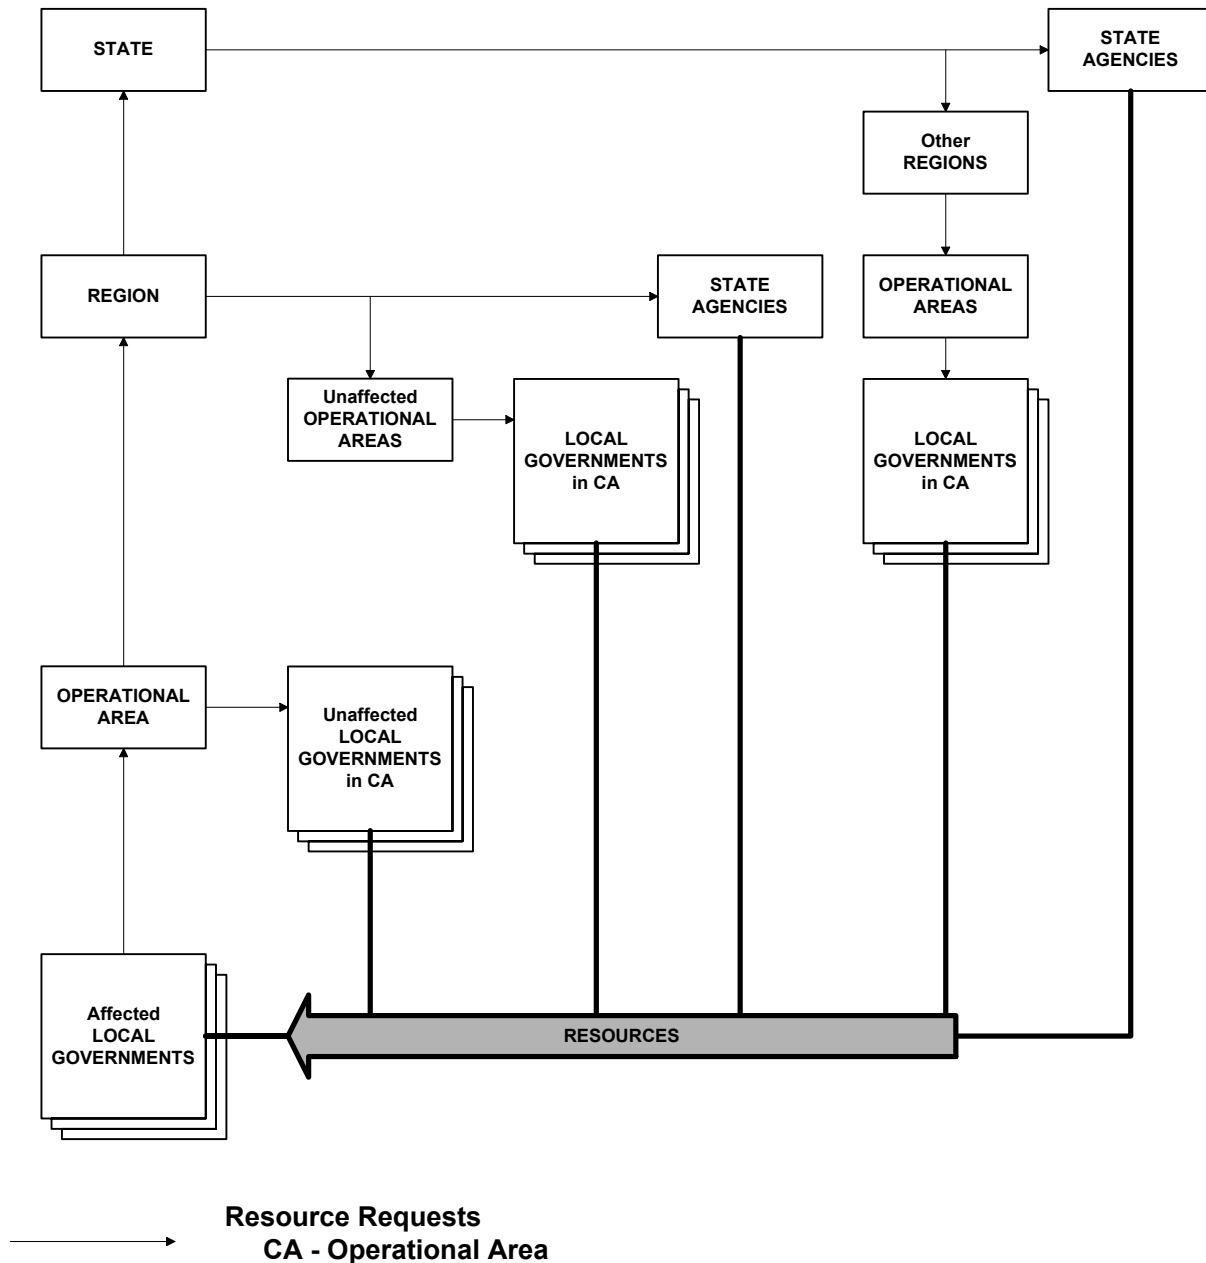 STATE
STATE
AGENCIES
Other
REGIONS
REGION
STATE
AGENCIES
OPERATIONAL
AREAS
Unaffected
OPERATIONAL
AREAS
LOCAL
GOVERNMENTS
in CA
LOCAL
GOVERNMENTS
in CA
OPERATIONAL
AREA
Unaffected
LOCAL
GOVERNMENTS
in CA
Affected
LOCAL
GOVERNMENTS
RESOURCES
Resource Requests
CA - Operational Area